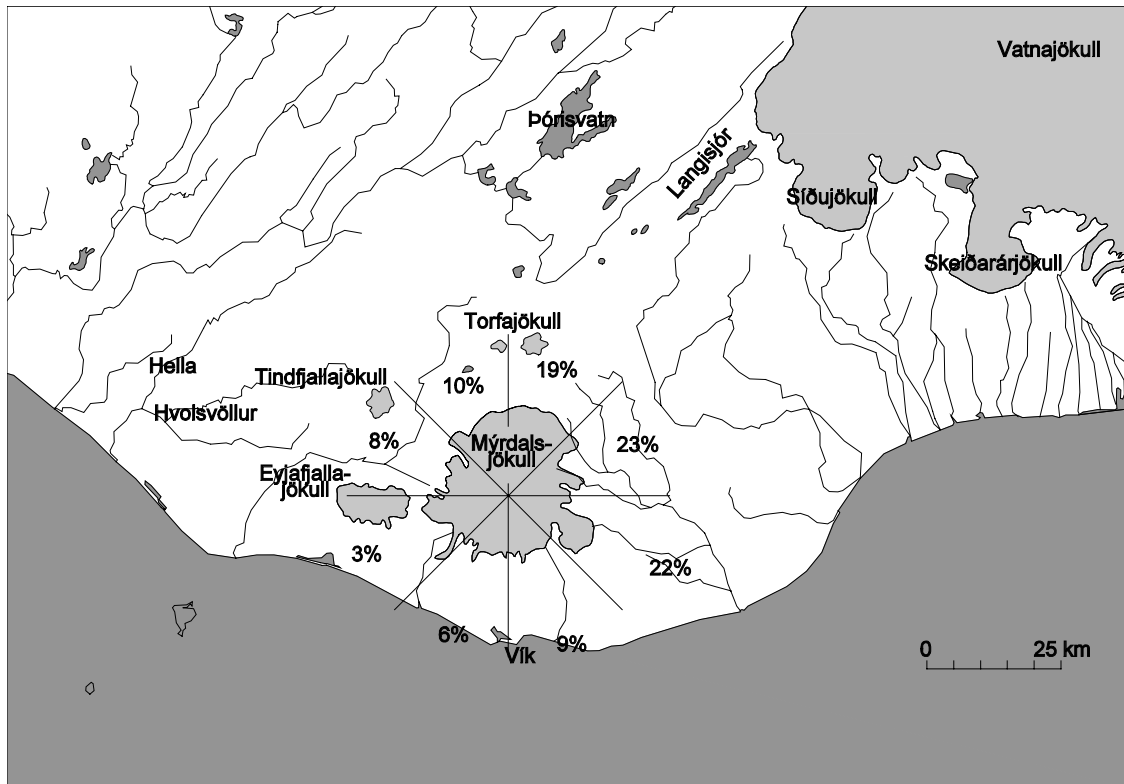 Vatnajökull
Þórisvatn
Langisjór
Síðujökull
Skeiðarárjökull
Torfajökull
Hella
Tindfjallajökull
10%
19%
Hvolsvöllur
8%
Mýrdals-
jökull
23%
Eyjafjalla-
jökull
3%
22%
6%
9%
Vík
0
25 km